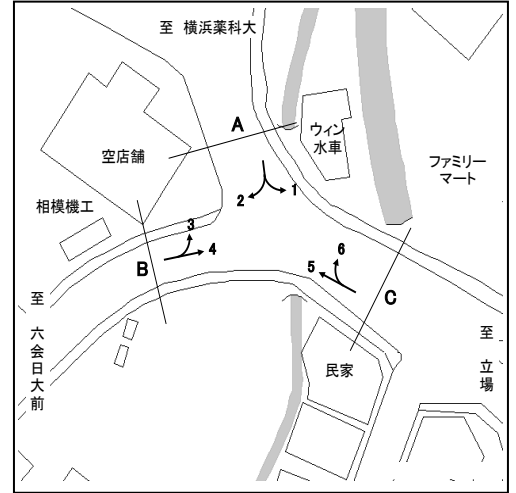 至 横浜薬科大
A
ウィン
水車
空店舗
ファミリー
マート
1
2
相模機工
3
4
B
6
5
C
至 六会日大前
至 立場
民家